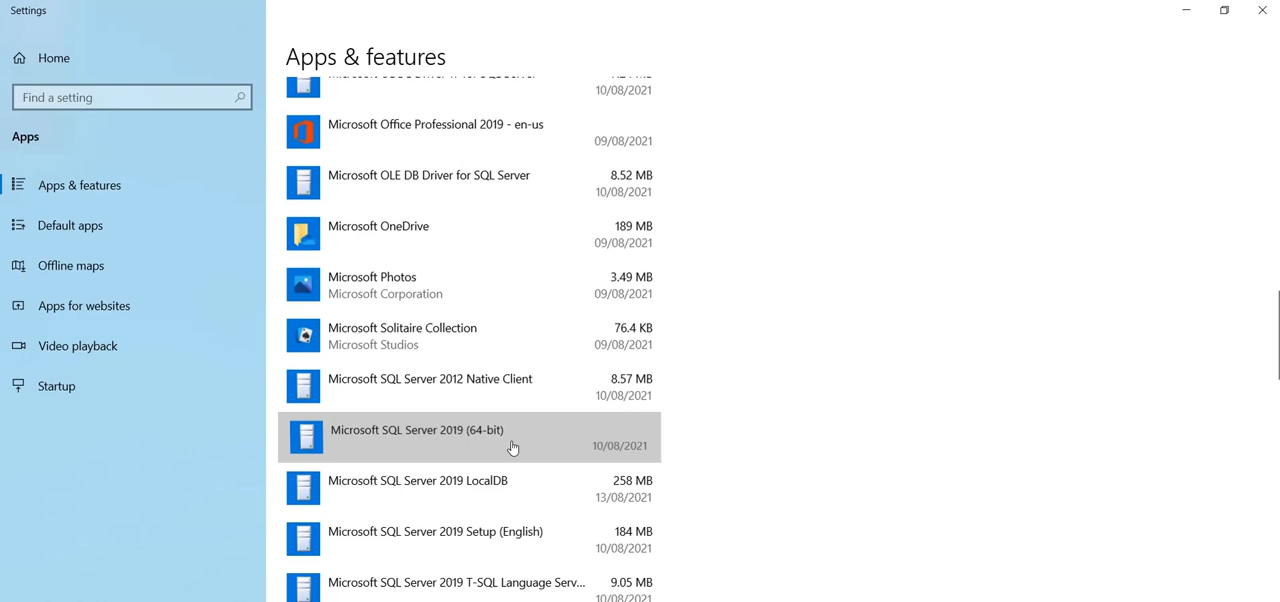 Settings
Home
Find a setting
Apps
Apps & features
Default apps
Offline maps
Apps for websites
Video playback
Startup
Apps & features
10/08/2021
Microsoft Office Professional 2019 - en-us
09/08/2021
Microsoft OLE DB Driver for SQL Server 8.52 MB
10/08/2021
Microsoft OneDrive 189 MB
09/08/2021
Microsoft Photos 3.49 MB
Microsoft Corporation 09/08/2021
Microsoft Solitaire Collection 76.4 KB
Microsoft Studios 09/08/2021
Microsoft SQL Server 2012 Native Client 8.57 MB
10/08/2021
Microsoft SQL Server 2019 (64-bit)
10/08/2021
Microsoft SQL Server 2019 LocalDB 258 MB
13/08/2021
Microsoft SQL Server 2019 Setup (English) 184 MB
10/08/2021
Microsoft SQL Server 2019 T-SQL Language Serv... 9.05 MB
10/08/2021